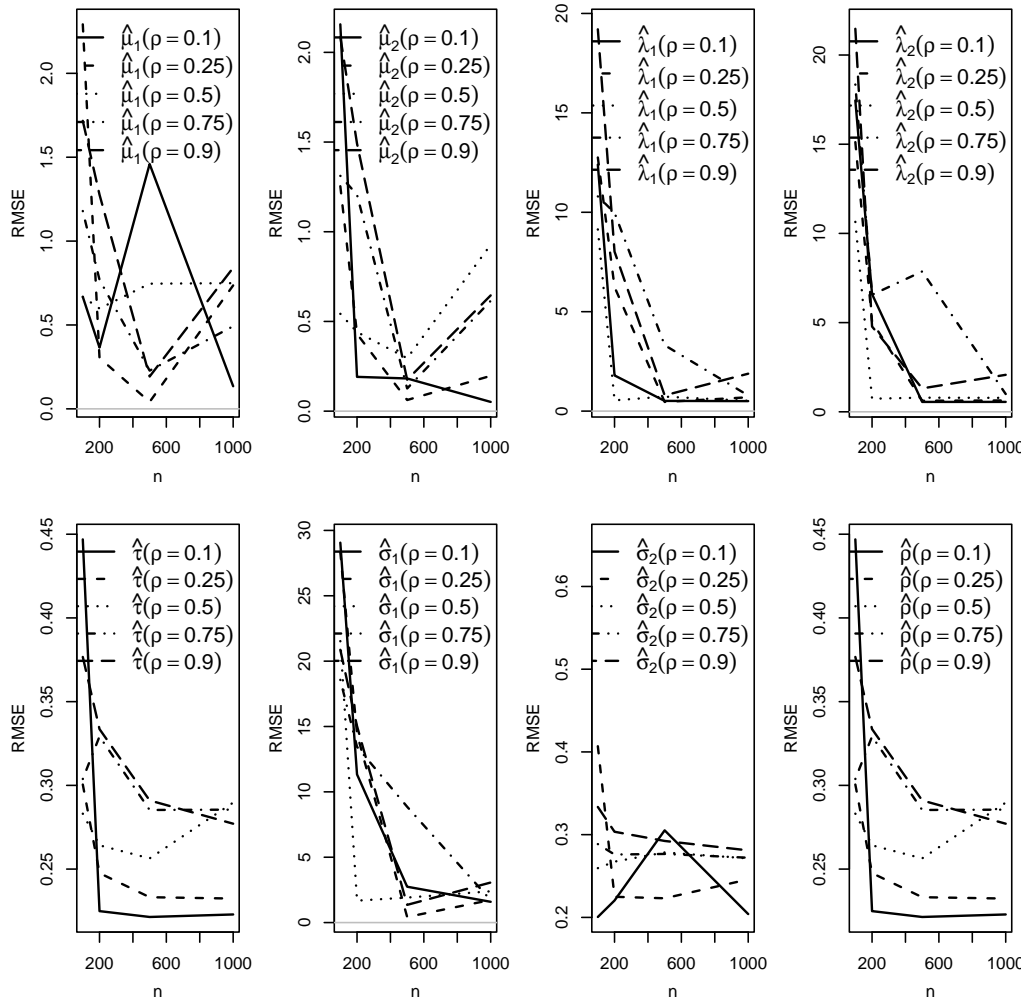 RMSE
0.0 0.5 1.0 1.5 2.0
μ̂₁(ρ = 0.1)
μ̂₁(ρ = 0.25)
μ̂₁(ρ = 0.5)
μ̂₁(ρ = 0.75)
μ̂₁(ρ = 0.9)
200 600 1000
n
RMSE
0.0 0.5 1.0 1.5 2.0
μ̂₂(ρ = 0.1)
μ̂₂(ρ = 0.25)
μ̂₂(ρ = 0.5)
μ̂₂(ρ = 0.75)
μ̂₂(ρ = 0.9)
200 600 1000
n
RMSE
0 5 10 15 20
λ̂₁(ρ = 0.1)
λ̂₁(ρ = 0.25)
λ̂₁(ρ = 0.5)
λ̂₁(ρ = 0.75)
λ̂₁(ρ = 0.9)
200 600 1000
n
RMSE
0 5 10 15 20
λ̂₂(ρ = 0.1)
λ̂₂(ρ = 0.25)
λ̂₂(ρ = 0.5)
λ̂₂(ρ = 0.75)
λ̂₂(ρ = 0.9)
200 600 1000
n
RMSE
0.25 0.30 0.35 0.40 0.45
τ̂(ρ = 0.1)
τ̂(ρ = 0.25)
τ̂(ρ = 0.5)
τ̂(ρ = 0.75)
τ̂(ρ = 0.9)
200 600 1000
n
RMSE
0 5 10 15 20 25 30
σ̂₁(ρ = 0.1)
σ̂₁(ρ = 0.25)
σ̂₁(ρ = 0.5)
σ̂₁(ρ = 0.75)
σ̂₁(ρ = 0.9)
200 600 1000
n
RMSE
0.2 0.3 0.4 0.5 0.6
σ̂₂(ρ = 0.1)
σ̂₂(ρ = 0.25)
σ̂₂(ρ = 0.5)
σ̂₂(ρ = 0.75)
σ̂₂(ρ = 0.9)
200 600 1000
n
RMSE
0.25 0.30 0.35 0.40 0.45
ρ̂(ρ = 0.1)
ρ̂(ρ = 0.25)
ρ̂(ρ = 0.5)
ρ̂(ρ = 0.75)
ρ̂(ρ = 0.9)
200 600 1000
n